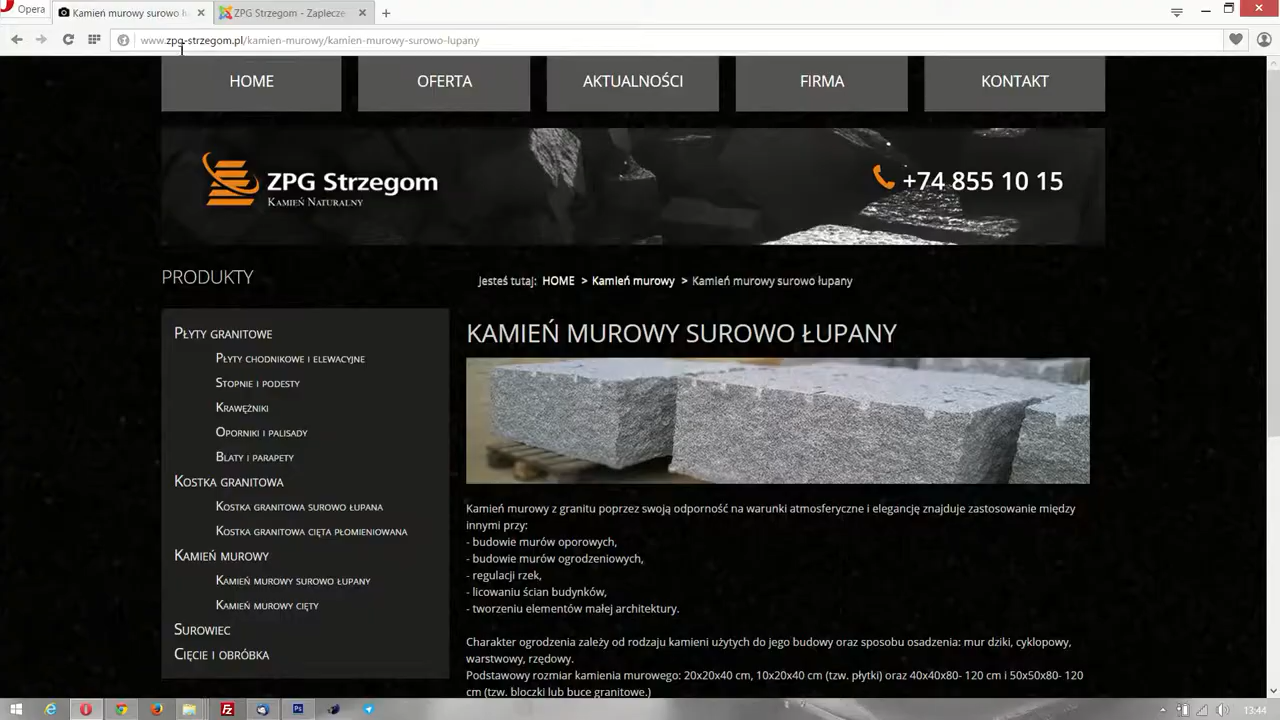 Opera
Kamień murowy surowo łu
ZPG Strzegom - Zaplecze
www.zpg-strzegom.pl/kamien-murowy/kamien-murowy-surowo-lupany
HOME
OFERTA
AKTUALNOŚCI
FIRMA
KONTAKT
ZPG Strzegom
Kamień Naturalny
+74 855 10 15
PRODUKTY
Jesteś tutaj: HOME > Kamień murowy > Kamień murowy surowo łupany
Płyty granitowe
Płyty chodnikowe i elewacyjne
Stopnie i podesty
Krawężniki
Oporniki i palisady
Blaty i parapety
Kostka granitowa
Kostka granitowa surowo łupana
Kostka granitowa cięta płomieniowana
Kamień murowy
Kamień murowy surowo łupany
Kamień murowy cięty
Surowiec
Cięcie i obróbka
KAMIEŃ MUROWY SUROWO ŁUPANY
Kamień murowy z granitu poprzez swoją odporność na warunki atmosferyczne i elegancję znajduje zastosowanie między
innymi przy:
- budowie murów oporowych,
- budowie murów ogrodzeniowych,
- regulacji rzek,
- licowaniu ścian budynków,
- tworzeniu elementów małej architektury.
Charakter ogrodzenia zależy od rodzaju kamieni użytych do jego budowy oraz sposobu osadzenia: mur dziki, cyklopowy,
warstwowy, rzędowy.
Podstawowy rozmiar kamienia murowego: 20x20x40 cm, 10x20x40 cm (tzw. płytki) oraz 40x40x80- 120 cm i 50x50x80- 120
cm (tzw. bloczki lub buce granitowe.)
13:44